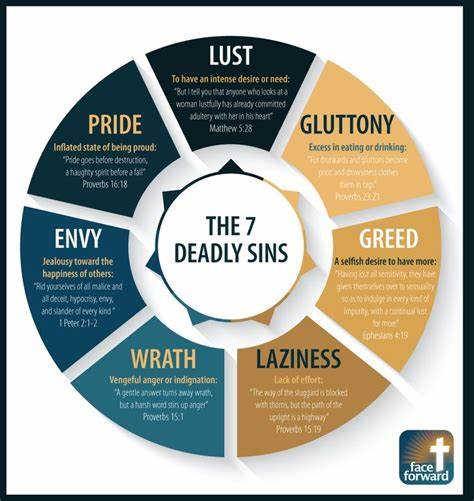 LUST
To have an intense desire or need:
"But I tell you that anyone who looks at a
woman lustfully has already committed
adultery with her in his heart"
Matthew 5:28
GLUTTONY
Excess in eating or drinking:
"For drunkards and gluttons become
poor, and drowsiness clothes
them in rags"
Proverbs 23:21
GREED
A selfish desire to have more:
"Having lost all sensitivity, they have
given themselves over to sensuality
so as to indulge in every kind of
impurity, with a continual lust
for more"
Ephesians 4:19
LAZINESS
Lack of effort:
"The way of the sluggard is blocked
with thorns, but the path of the
upright is a highway"
Proverbs 15:19
WRATH
Vengeful anger or indignation:
"A gentle answer turns away wrath,
but a harsh word stirs up anger"
Proverbs 15:1
ENVY
Jealousy toward the
happiness of others:
"Rid yourselves of all malice and
all deceit, hypocrisy, envy,
and slander of every kind "
1 Peter 2:1-2
PRIDE
Inflated state of being proud:
"Pride goes before destruction,
a haughty spirit before a fall"
Proverbs 16:18
THE 7
DEADLY SINS
face
forward